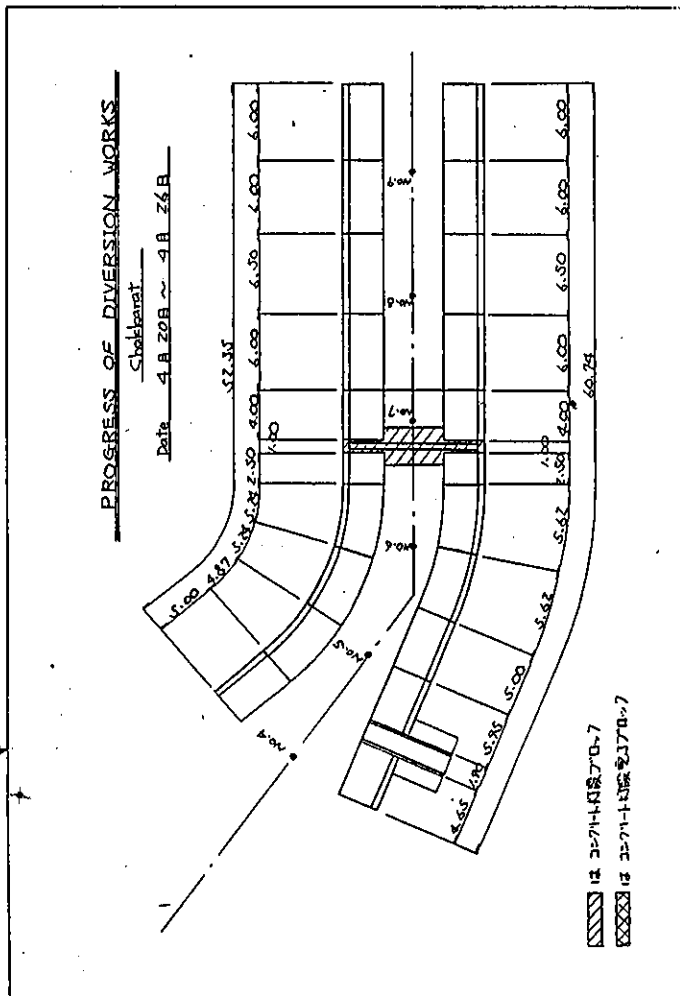 PROGRESS OF DIVERSION WORKS
Chokkarat
Date 4月20日 ~ 4月26日
52.35
5.00 4.87 5.24 5.24 2.50 1.00 4.00 6.00 6.50 6.00 6.00
No.4 No.5 No.6 No.7 No.8 No.9
4.65 1.90 5.95 5.00 5.62 5.62 2.50 1.00 4.00 6.00 6.50 6.00 6.00
60.74
は コンクリート打設ブロック
は コンクリート打設完了ブロック